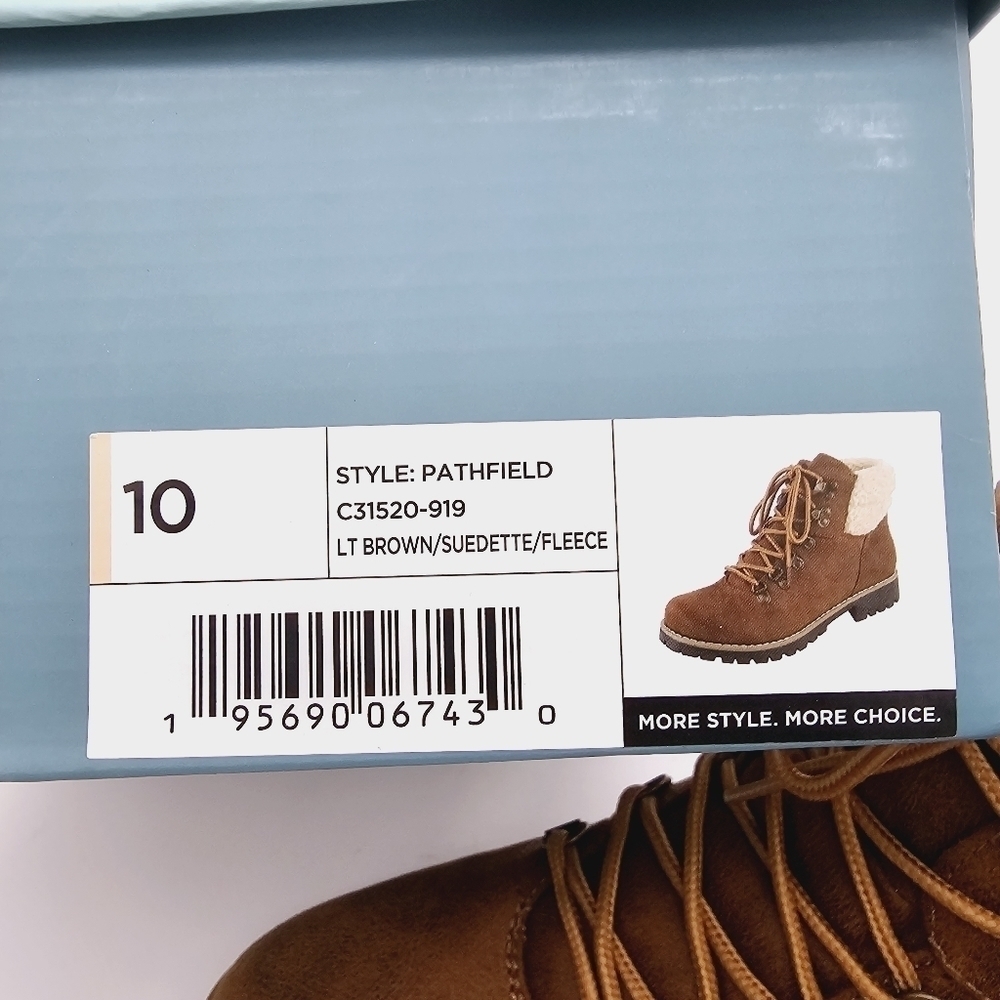 10
STYLE: PATHFIELD
C31520-919
LT BROWN/SUEDETTE/FLEECE
1 95690 06743 0
MORE STYLE. MORE CHOICE.